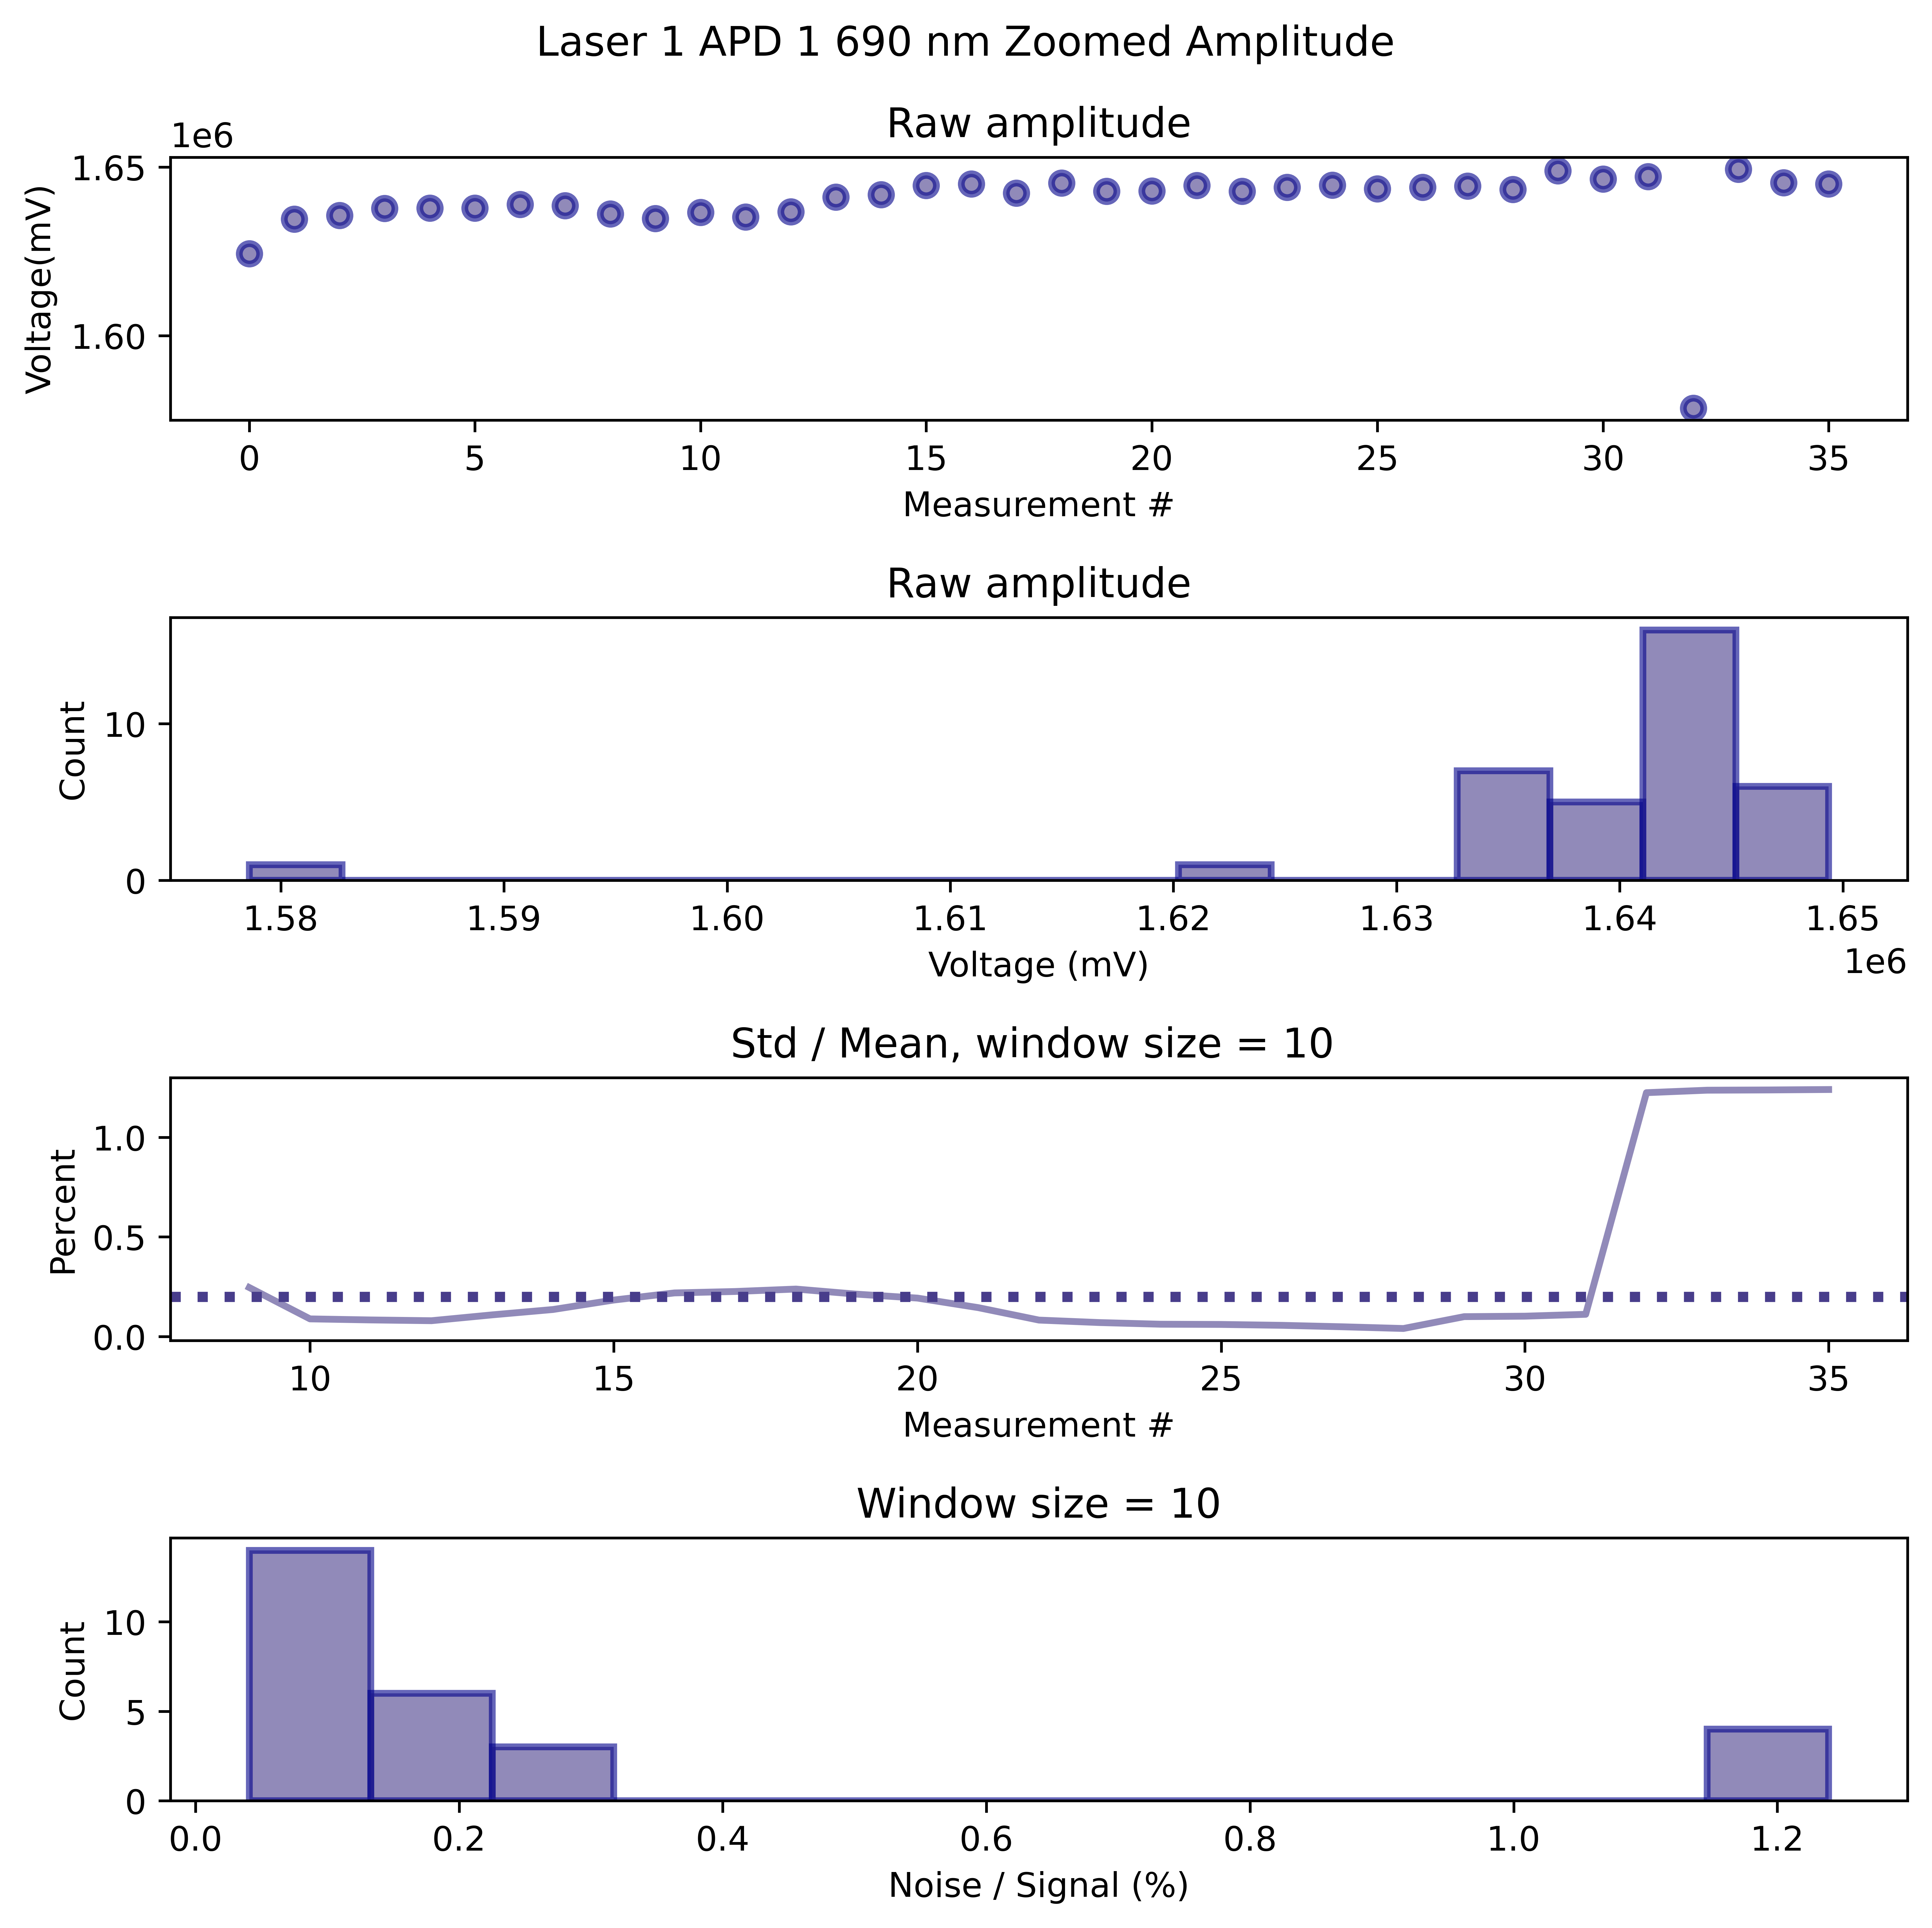 Laser 1 APD 1 690 nm Zoomed Amplitude
Raw amplitude
1e6
1.65
1.60
Voltage(mV)
0 5 10 15 20 25 30 35
Measurement #
Raw amplitude
10
0
Count
1.58 1.59 1.60 1.61 1.62 1.63 1.64 1.65
Voltage (mV)
1e6
Std / Mean, window size = 10
1.0
0.5
0.0
Percent
10 15 20 25 30 35
Measurement #
Window size = 10
10
5
0
Count
0.0 0.2 0.4 0.6 0.8 1.0 1.2
Noise / Signal (%)